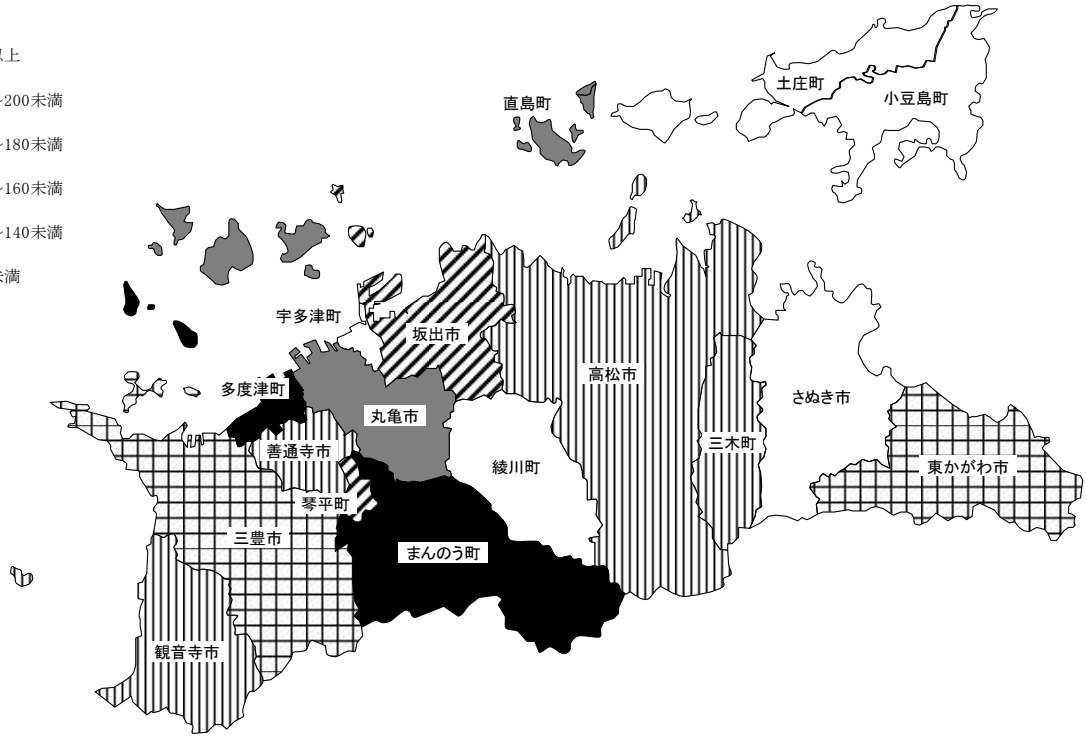 以上
~200未満
~180未満
~160未満
~140未満
未満
土庄町
直島町
小豆島町
宇多津町
坂出市
高松市
多度津町
さぬき市
丸亀市
三木町
善通寺市
綾川町
東かがわ市
琴平町
三豊市
まんのう町
観音寺市